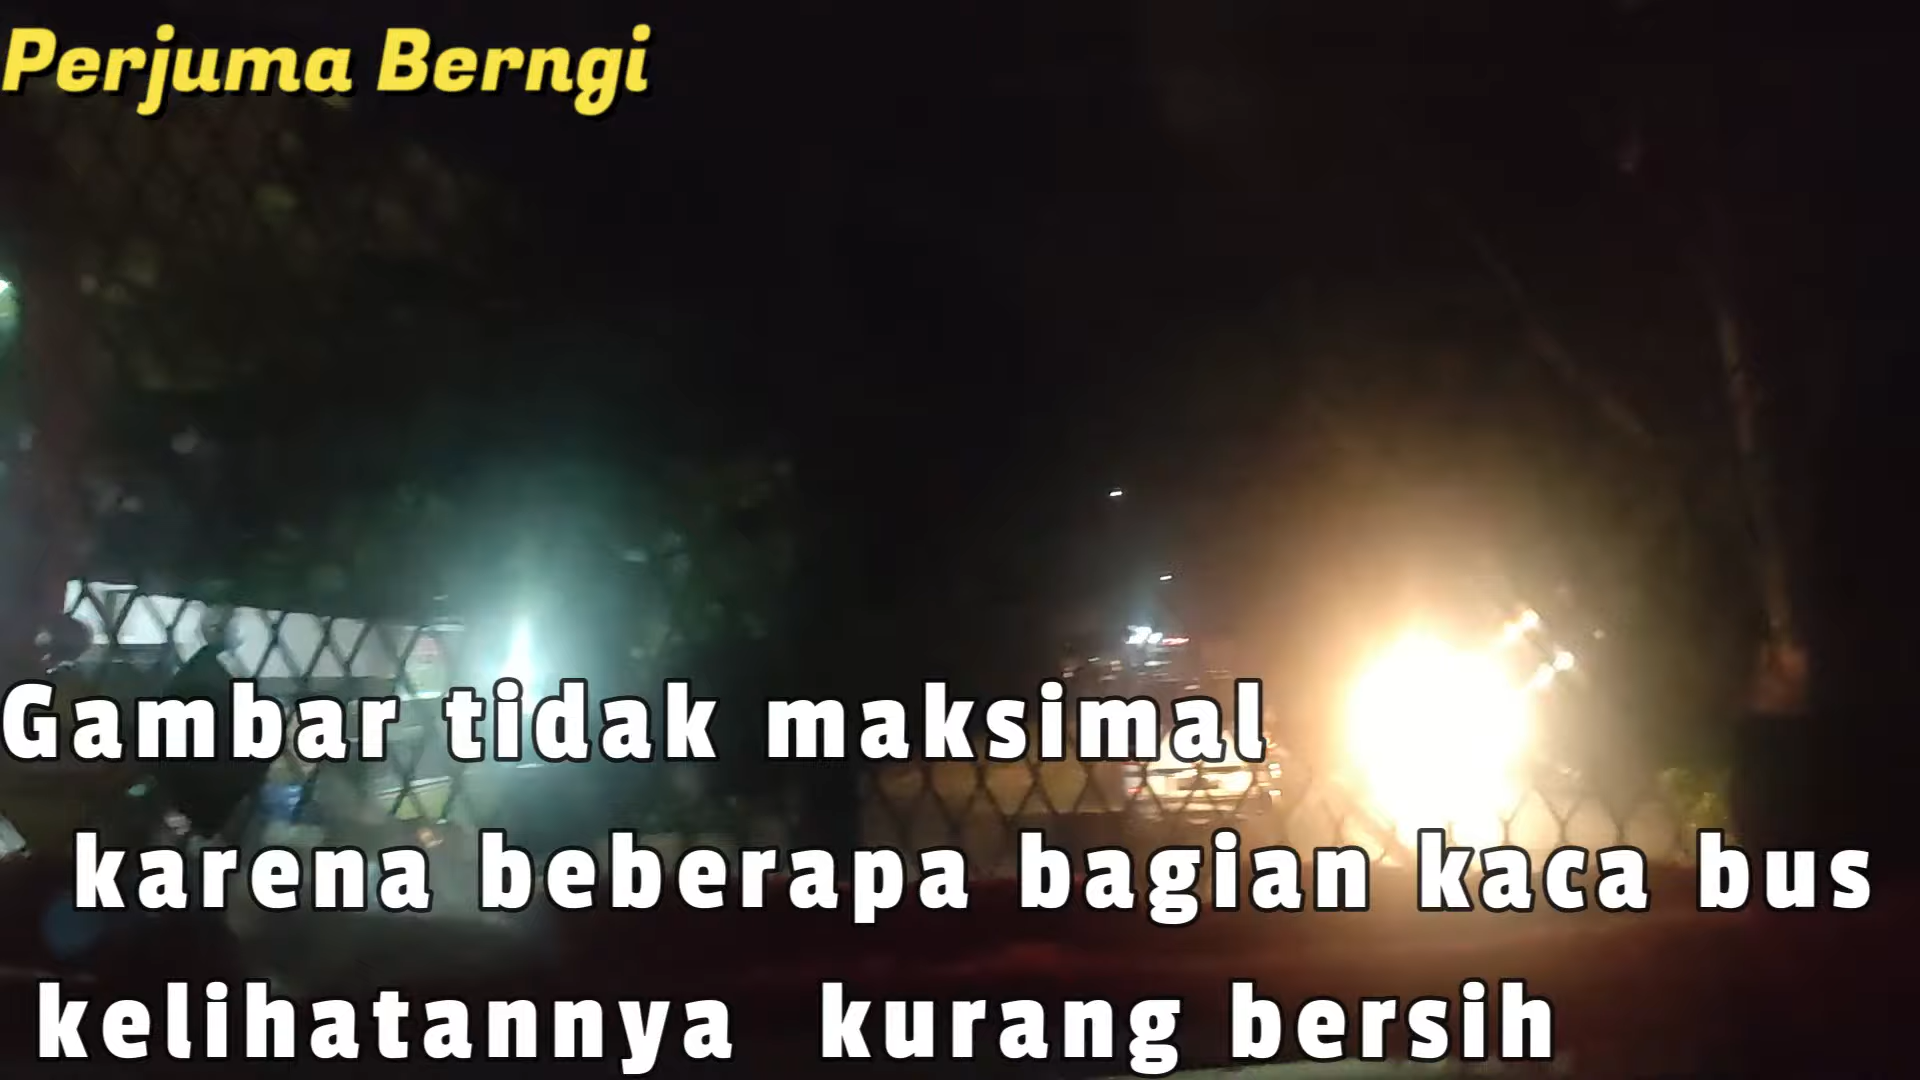 Perjuma Berngi
Gambar tidak maksimal
karena beberapa bagian kaca bus
kelihatannya kurang bersih